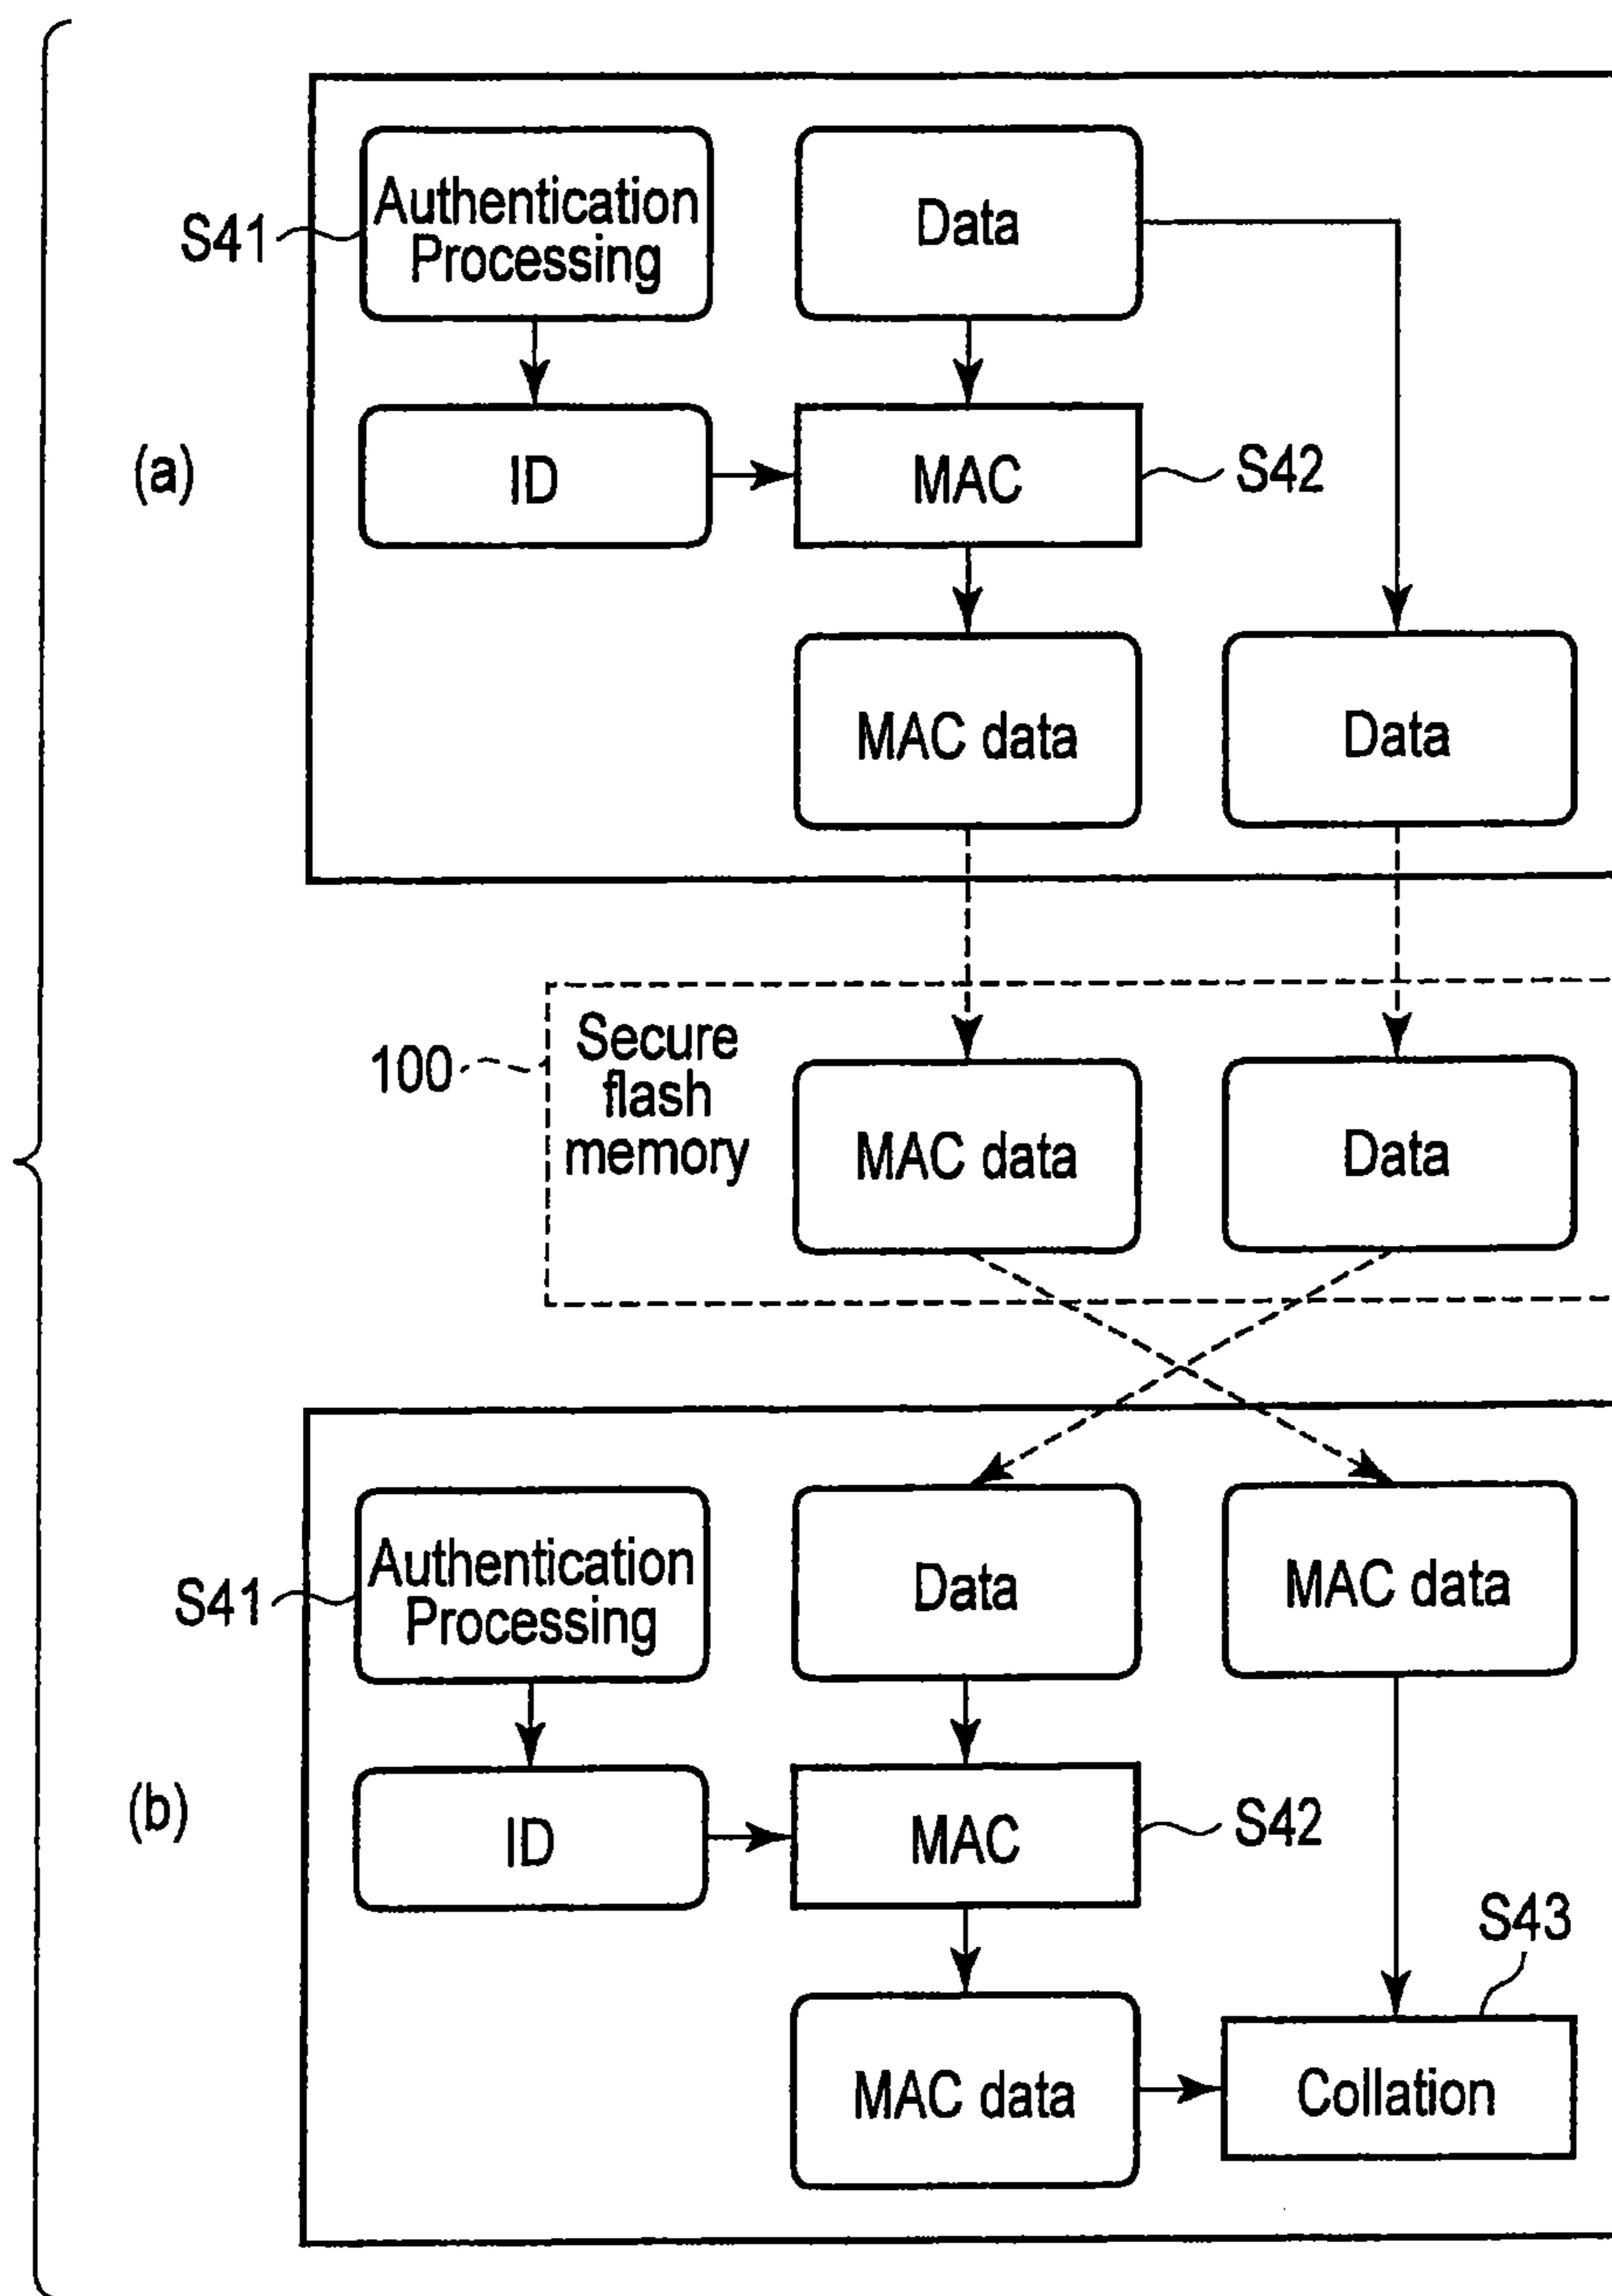 Authentication
Processing
S41
Data
(a)
ID
MAC
S42
MAC data
Data
100
Secure
flash
memory
MAC data
Data
S41
Authentication
Processing
Data
MAC data
(b)
ID
MAC
S42
S43
MAC data
Collation